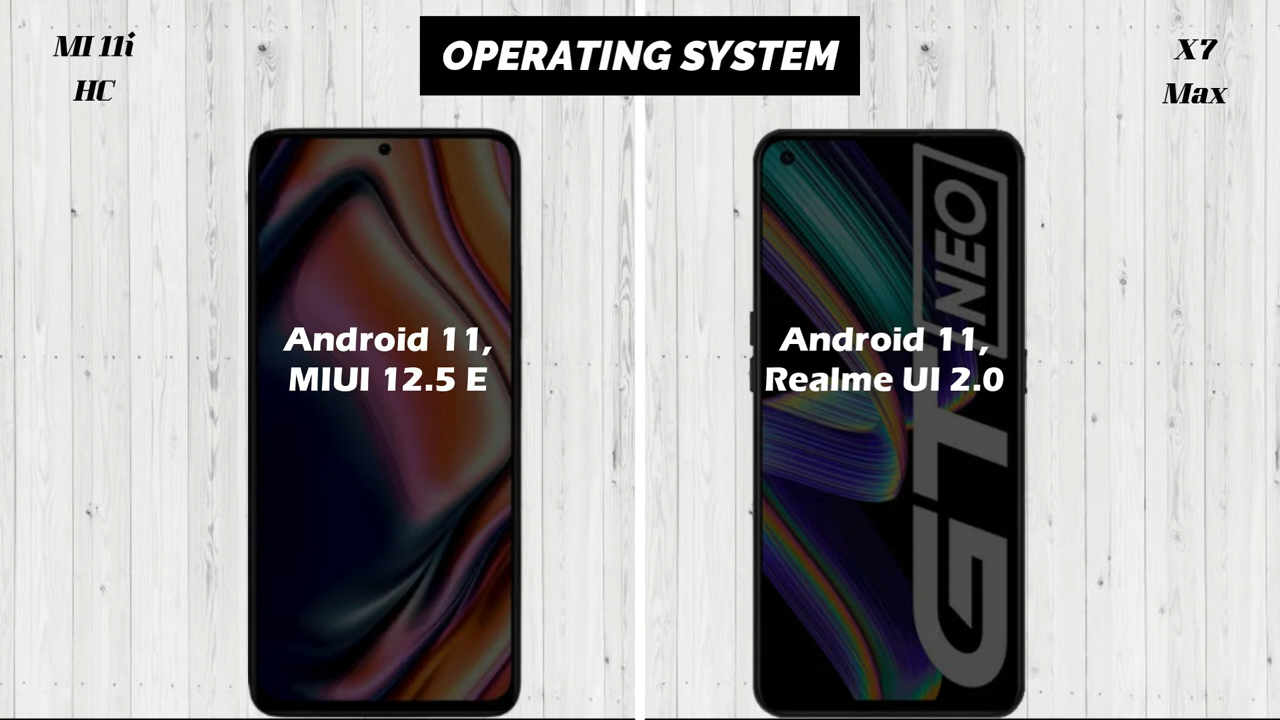 MI 11i
HC
OPERATING SYSTEM
X7
Max
Android 11,
MIUI 12.5 E
Android 11,
Realme UI 2.0
GT NEO